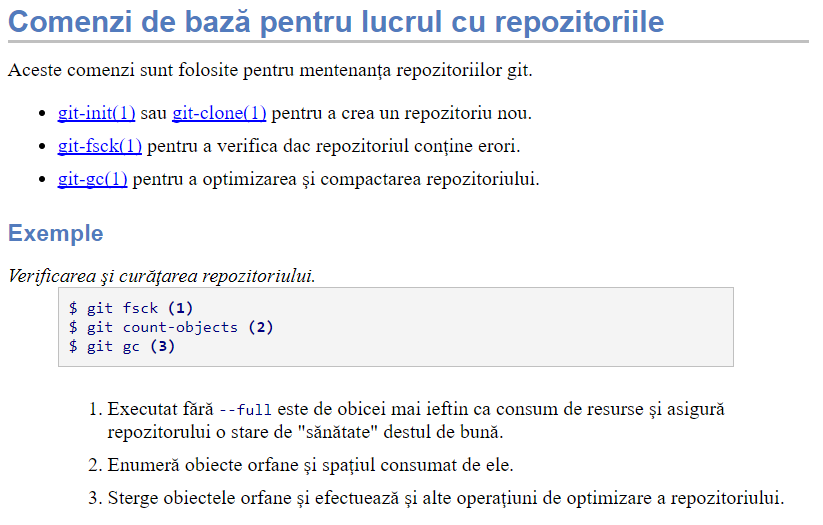 Comenzi de bază pentru lucrul cu repozitoriile
Aceste comenzi sunt folosite pentru mentenanța repozitoriilor git.
• git-init(1) sau git-clone(1) pentru a crea un repozitoriu nou.
• git-fsck(1) pentru a verifica dac repozitoriul conține erori.
• git-gc(1) pentru a optimizarea și compactarea repozitoriului.
Exemple
Verificarea și curățarea repozitoriului.
$ git fsck (1)
$ git count-objects (2)
$ git gc (3)
1. Executat fără --full este de obicei mai ieftin ca consum de resurse și asigură
repozitorului o stare de "sănătate" destul de bună.
2. Enumeră obiecte orfane și spațiul consumat de ele.
3. Sterge obiectele orfane și efectuează și alte operațiuni de optimizare a repozitoriului.